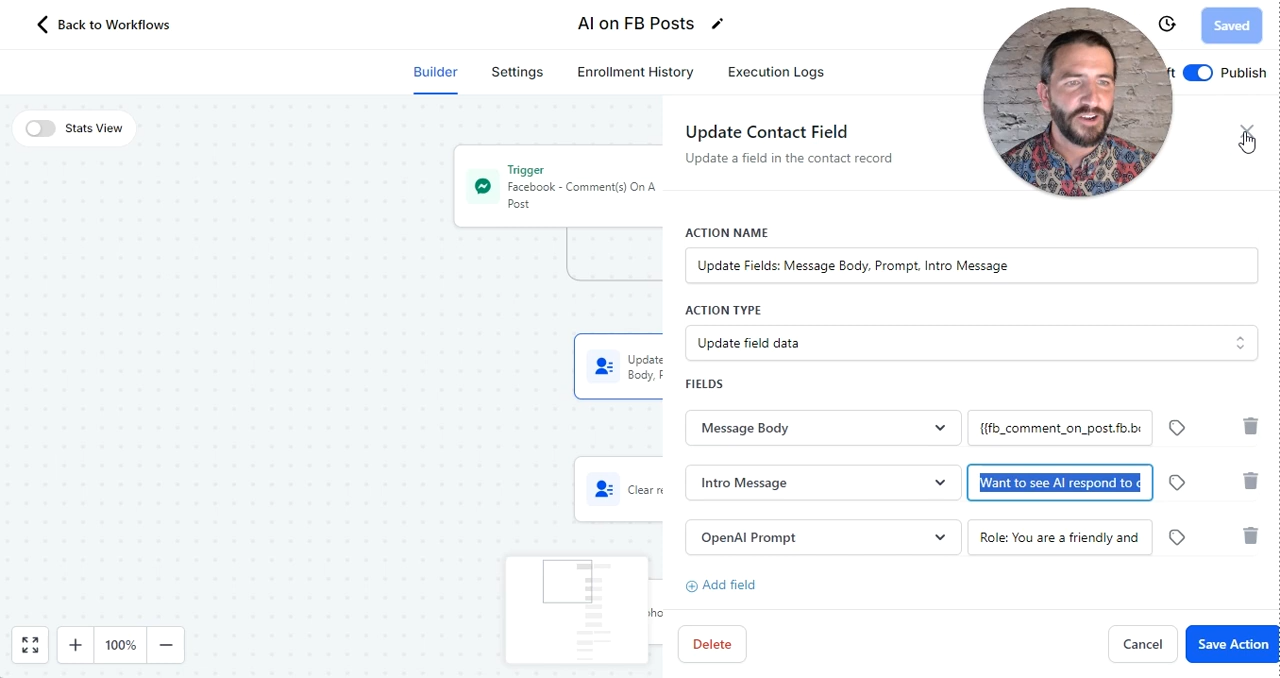 Back to Workflows
AI on FB Posts
Saved
Builder
Settings
Enrollment History
Execution Logs
Publish
Stats View
Trigger
Facebook - Comment(s) On A
Post
Update
Body, P
Clear re
100%
Update Contact Field
Update a field in the contact record
ACTION NAME
Update Fields: Message Body, Prompt, Intro Message
ACTION TYPE
Update field data
FIELDS
Message Body
{{fb_comment_on_post.fb.bo
Intro Message
Want to see AI respond to c
OpenAI Prompt
Role: You are a friendly and
Add field
Delete
Cancel
Save Action